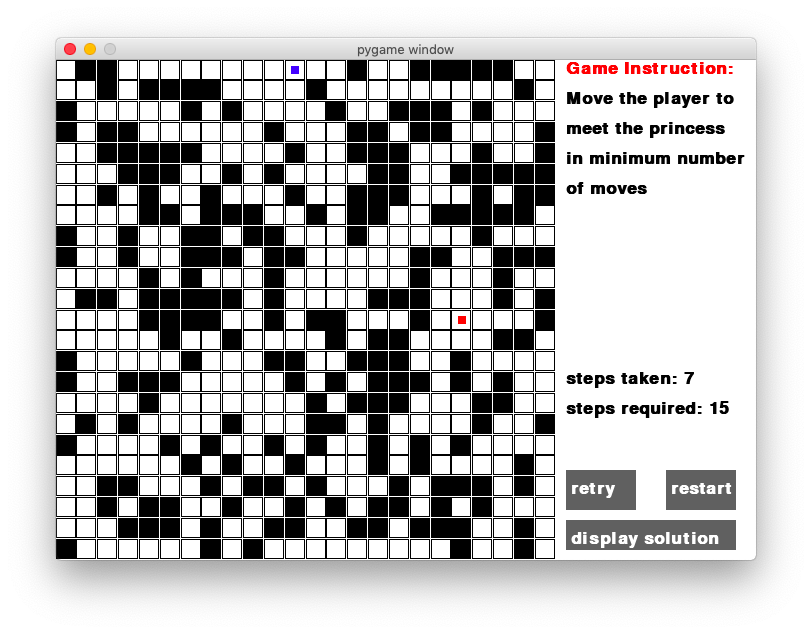 pygame window
Game Instruction:
Move the player to
meet the princess
in minimum number
of moves
steps taken: 7
steps required: 15
retry
restart
display solution